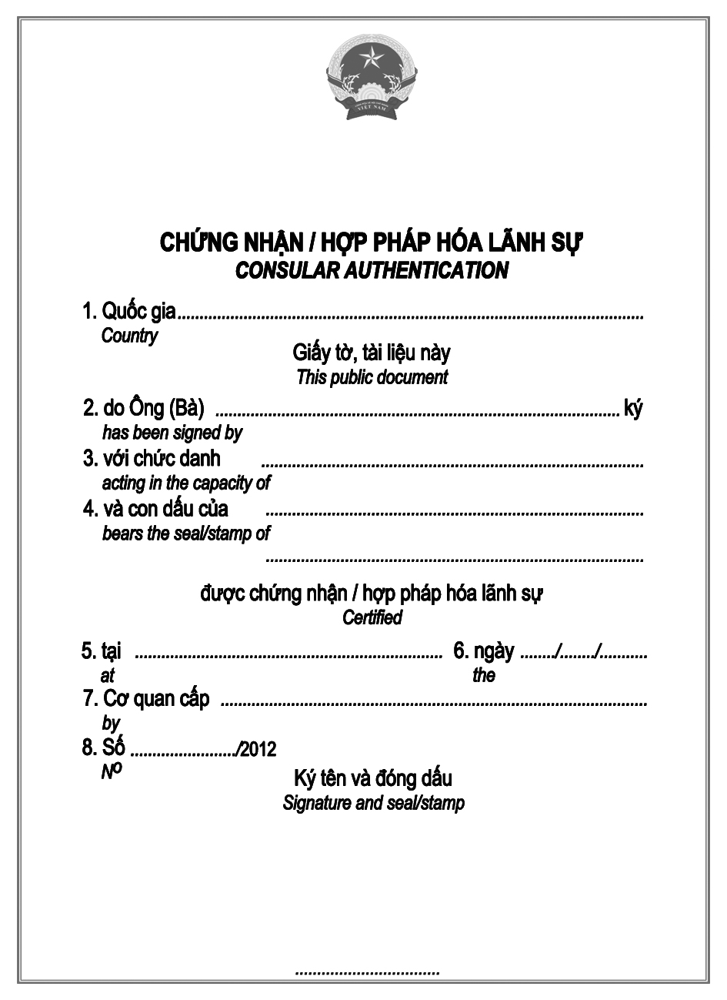 VIỆT NAM
CHỨNG NHẬN / HỢP PHÁP HÓA LÃNH SỰ
CONSULAR AUTHENTICATION
1. Quốc gia..........................................................................................................
Country
Giấy tờ, tài liệu này
This public document
2. do Ông (Bà) ............................................................................................ ký
has been signed by
3. với chức danh .......................................................................................
acting in the capacity of
4. và con dấu của ......................................................................................
bears the seal/stamp of
......................................................................................
được chứng nhận / hợp pháp hóa lãnh sự
Certified
5. tại ...................................................................... 6. ngày ......../......../...........
at the
7. Cơ quan cấp .................................................................................................
by
8. Số ......................../2012
Nº
Ký tên và đóng dấu
Signature and seal/stamp
.................................